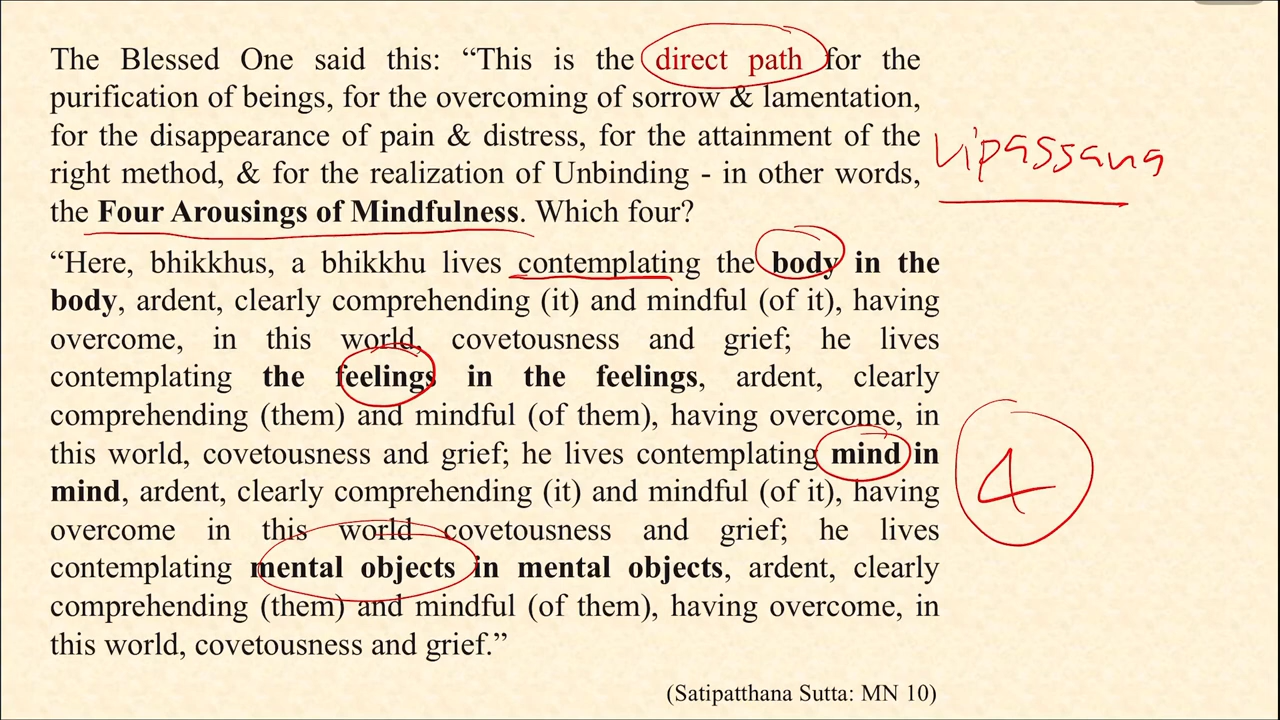 The Blessed One said this: “This is the direct path for the
purification of beings, for the overcoming of sorrow & lamentation,
for the disappearance of pain & distress, for the attainment of the
right method, & for the realization of Unbinding - in other words,
the Four Arousings of Mindfulness. Which four?
vipassana
“Here, bhikkhus, a bhikkhu lives contemplating the body in the
body, ardent, clearly comprehending (it) and mindful (of it), having
overcome, in this world, covetousness and grief; he lives
contemplating the feelings in the feelings, ardent, clearly
comprehending (them) and mindful (of them), having overcome, in
this world, covetousness and grief; he lives contemplating mind in
mind, ardent, clearly comprehending (it) and mindful (of it), having
overcome in this world covetousness and grief; he lives
contemplating mental objects in mental objects, ardent, clearly
comprehending (them) and mindful (of them), having overcome, in
this world, covetousness and grief.”
4
(Satipatthana Sutta: MN 10)